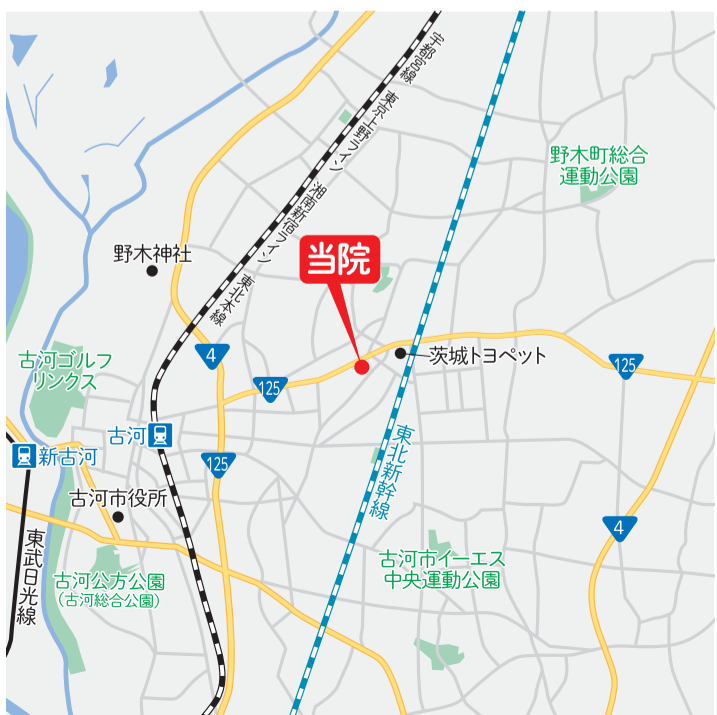 宇都宮線
東京上野ライン
湘南新宿ライン
東北本線
野木町総合
運動公園
野木神社
当院
4
茨城トヨペット
125
古河ゴルフ
リンクス
125
古河
新古河
125
東北新幹線
古河市役所
4
東武日光線
古河市イーエス
中央運動公園
古河公方公園
(古河総合公園)